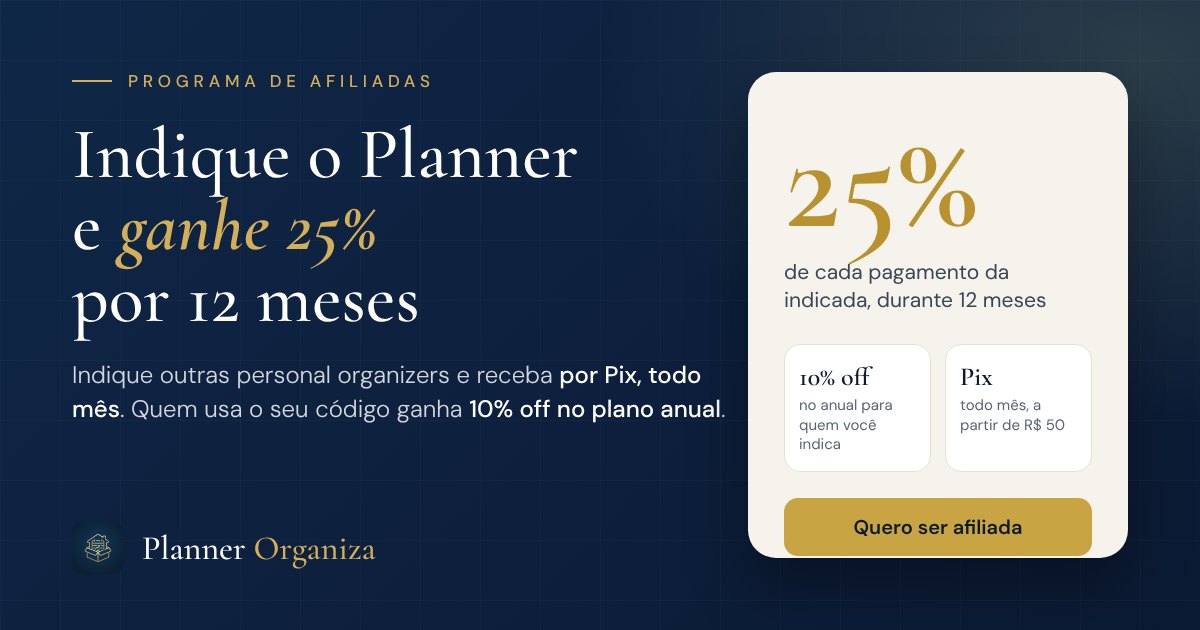 PROGRAMA DE AFILIADAS
Indique o Planner
e ganhe 25%
por 12 meses
Indique outras personal organizers e receba por Pix, todo
mês. Quem usa o seu código ganha 10% off no plano anual.
Planner Organiza
25%
de cada pagamento da
indicada, durante 12 meses
10% off
no anual para
quem você
indica
Pix
todo mês, a
partir de R$ 50
Quero ser afiliada